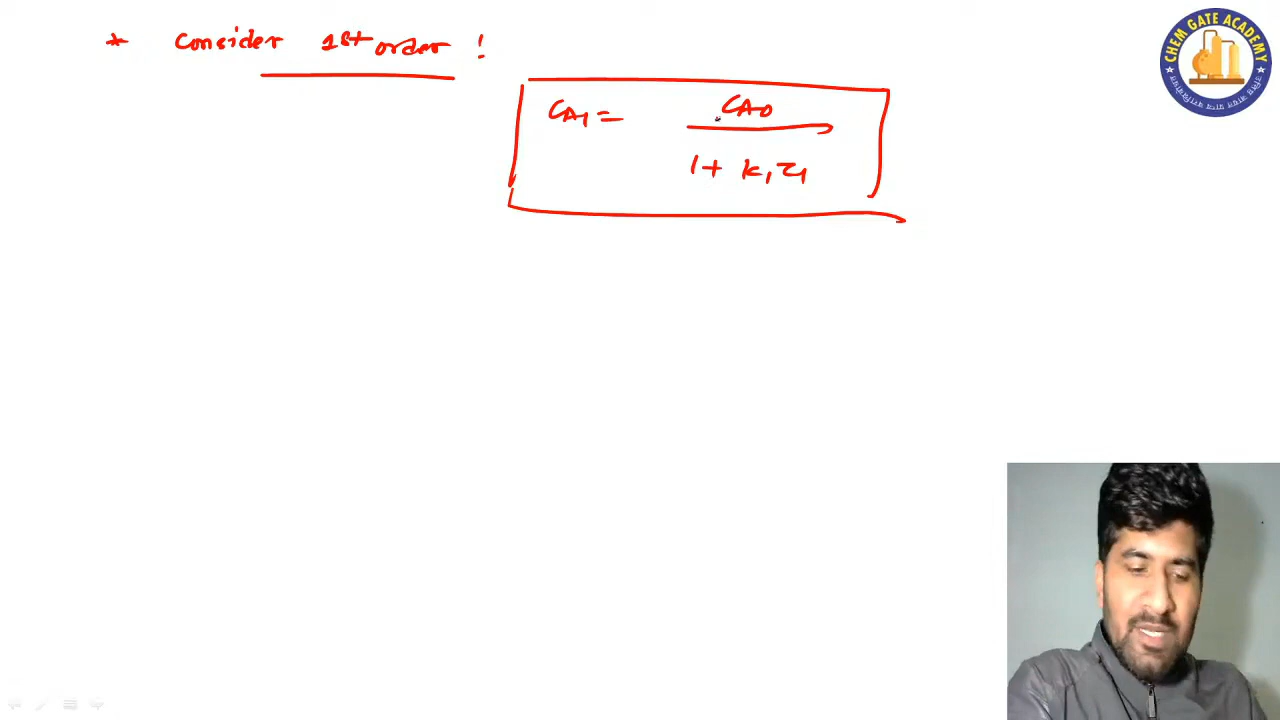 * Consider 1st order !
CA1 = CA0
1 + k1τ1
CHEM GATE ACADEMY